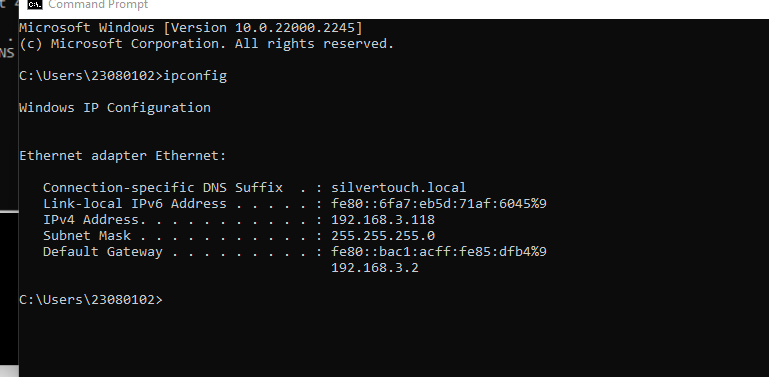 Command Prompt
Microsoft Windows [Version 10.0.22000.2245]
(c) Microsoft Corporation. All rights reserved.
C:\Users\23080102>ipconfig
Windows IP Configuration
Ethernet adapter Ethernet:
Connection-specific DNS Suffix  . : silvertouch.local
Link-local IPv6 Address . . . . . : fe80::6fa7:eb5d:71af:6045%9
IPv4 Address. . . . . . . . . . . : 192.168.3.118
Subnet Mask . . . . . . . . . . . : 255.255.255.0
Default Gateway . . . . . . . . . : fe80::bac1:acff:fe85:dfb4%9
192.168.3.2
C:\Users\23080102>